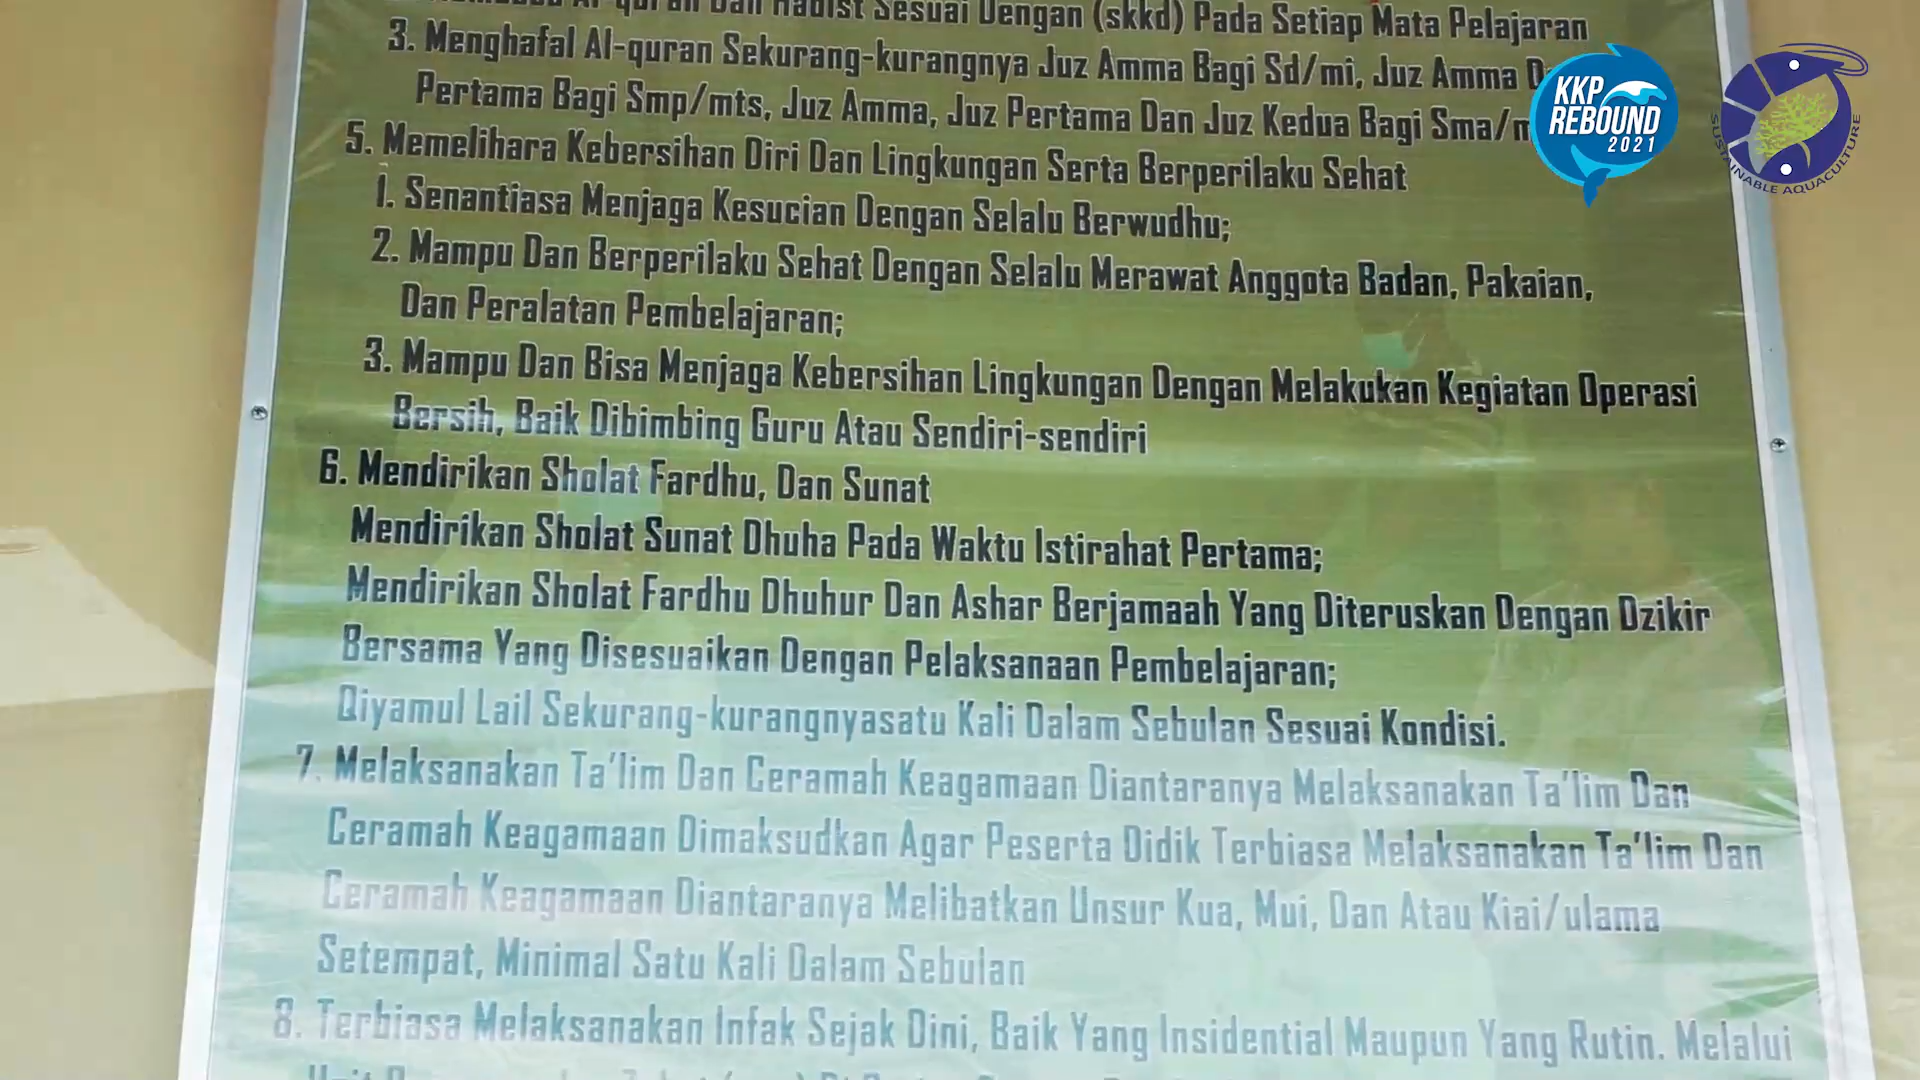 Dan Hadist Sesuai Dengan (skkd) Pada Setiap Mata Pelajaran
3. Menghafal Al-quran Sekurang-kurangnya Juz Amma Bagi Sd/mi, Juz Amma
Pertama Bagi Smp/mts, Juz Amma, Juz Pertama Dan Juz Kedua Bagi
5. Memelihara Kebersihan Diri Dan Lingkungan Serta Berperilaku Sehat
1. Senantiasa Menjaga Kesucian Dengan Selalu Berwudhu;
2. Mampu Dan Berperilaku Sehat Dengan Selalu Merawat Anggota Badan, Pakaian,
Dan Peralatan Pembelajaran;
3. Mampu Dan Bisa Menjaga Kebersihan Lingkungan Dengan Melakukan Kegiatan Operasi
Bersih, Baik Dibimbing Guru Atau Sendiri-sendiri
6. Mendirikan Sholat Fardhu, Dan Sunat
Mendirikan Sholat Sunat Dhuha Pada Waktu Istirahat Pertama;
Mendirikan Sholat Fardhu Dhuhur Dan Ashar Berjamaah Yang Diteruskan Dengan Dzikir
Bersama Yang Disesuaikan Dengan Pelaksanaan Pembelajaran;
Qiyamul Lail Sekurang-kurangnyasatu Kali Dalam Sebulan Sesuai Kondisi.
7. Melaksanakan Ta'lim Dan Ceramah Keagamaan Diantaranya Melaksanakan Ta'lim Dan
Ceramah Keagamaan Dimaksudkan Agar Peserta Didik Terbiasa Melaksanakan Ta'lim Dan
Ceramah Keagamaan Diantaranya Melibatkan Unsur Kua, Mui, Dan Atau Kiai/ulama
Setempat, Minimal Satu Kali Dalam Sebulan
8. Terbiasa Melaksanakan Infak Sejak Dini, Baik Yang Insidential Maupun Yang Rutin. Melalui
KKP
REBOUND
2021
SUSTAINABLE AQUACULTURE